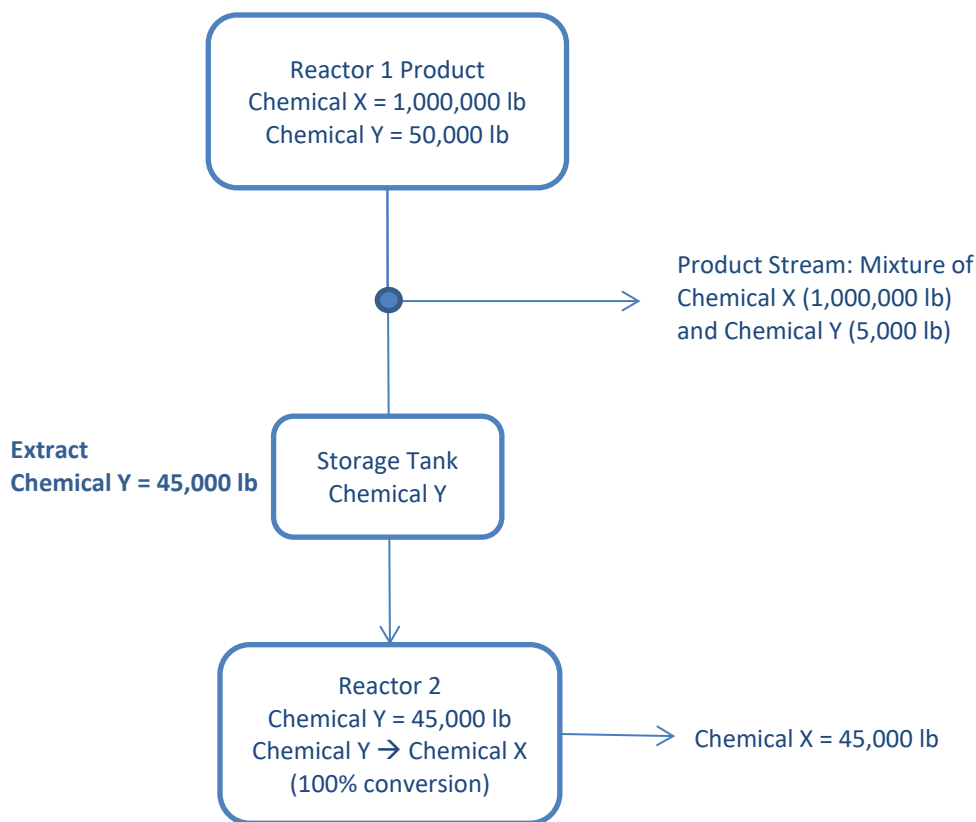 Reactor 1 Product
Chemical X = 1,000,000 lb
Chemical Y = 50,000 lb
Product Stream: Mixture of
Chemical X (1,000,000 lb)
and Chemical Y (5,000 lb)
Extract
Chemical Y = 45,000 lb
Storage Tank
Chemical Y
Reactor 2
Chemical Y = 45,000 lb
Chemical Y → Chemical X
(100% conversion)
Chemical X = 45,000 lb